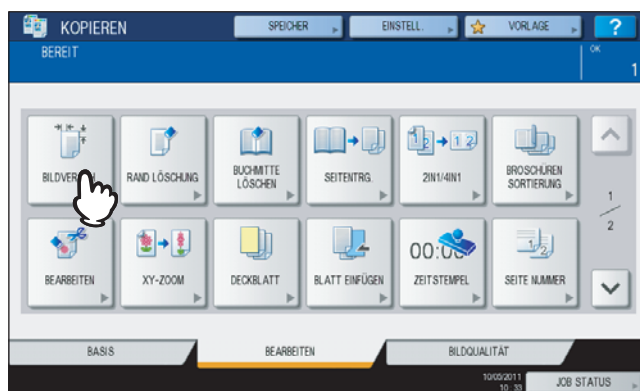 KOPIEREN
SPEICHER
EINSTELL.
VORLAGE
?
BEREIT
OK
1
RAND LÖSCHUNG
BUCHMITTE
LÖSCHEN
SEITENTRG.
2IN1/4IN1
BROSCHÜREN
SORTIERUNG
1
2
BEARBEITEN
XY-ZOOM
DECKBLATT
BLATT EINFÜGEN
ZEITSTEMPEL
SEITE NUMMER
BASIS
BEARBEITEN
BILDQUALITÄT
10/05/2011
10:33
JOB STATUS